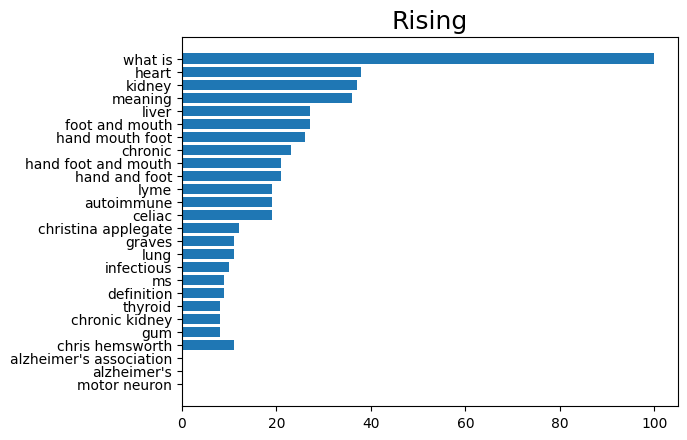 Rising
what is
heart
kidney
meaning
liver
foot and mouth
hand mouth foot
chronic
hand foot and mouth
hand and foot
lyme
autoimmune
celiac
christina applegate
graves
lung
infectious
ms
definition
thyroid
chronic kidney
gum
chris hemsworth
alzheimer's association
alzheimer's
motor neuron
0 20 40 60 80 100